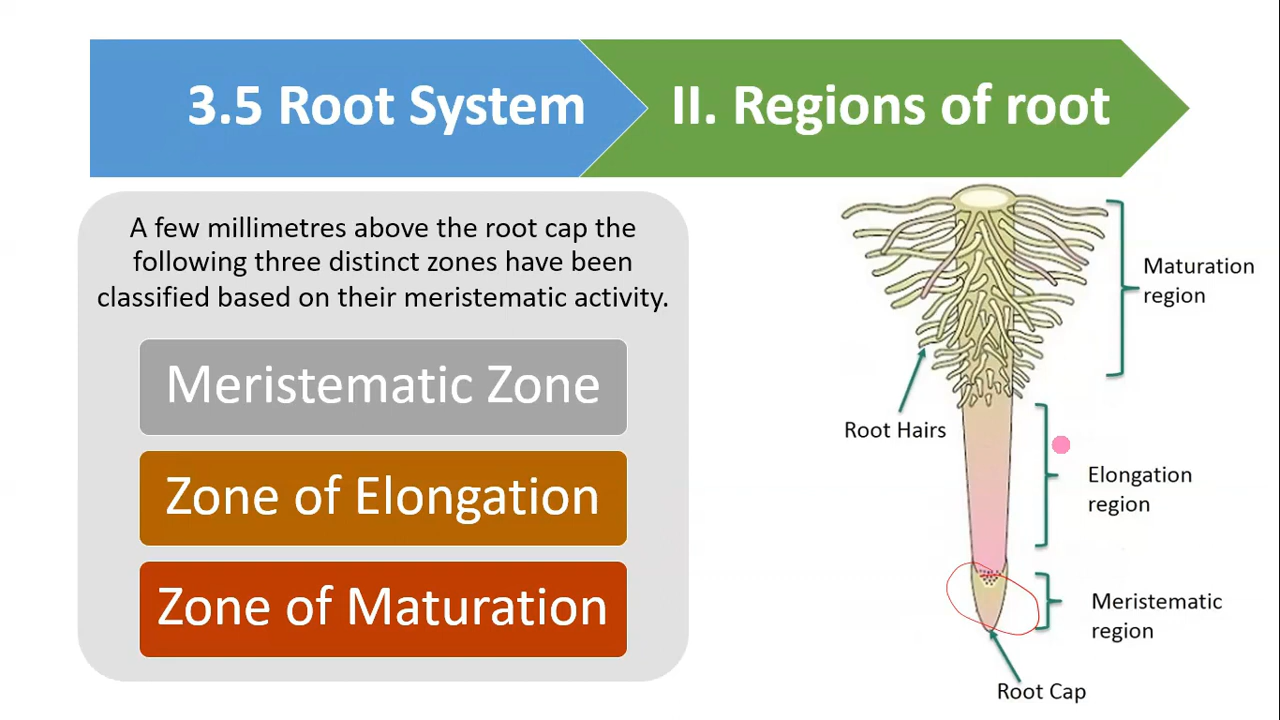 3.5 Root System
II. Regions of root
A few millimetres above the root cap the
following three distinct zones have been
classified based on their meristematic activity.
Meristematic Zone
Zone of Elongation
Zone of Maturation
Maturation
region
Root Hairs
Elongation
region
Meristematic
region
Root Cap